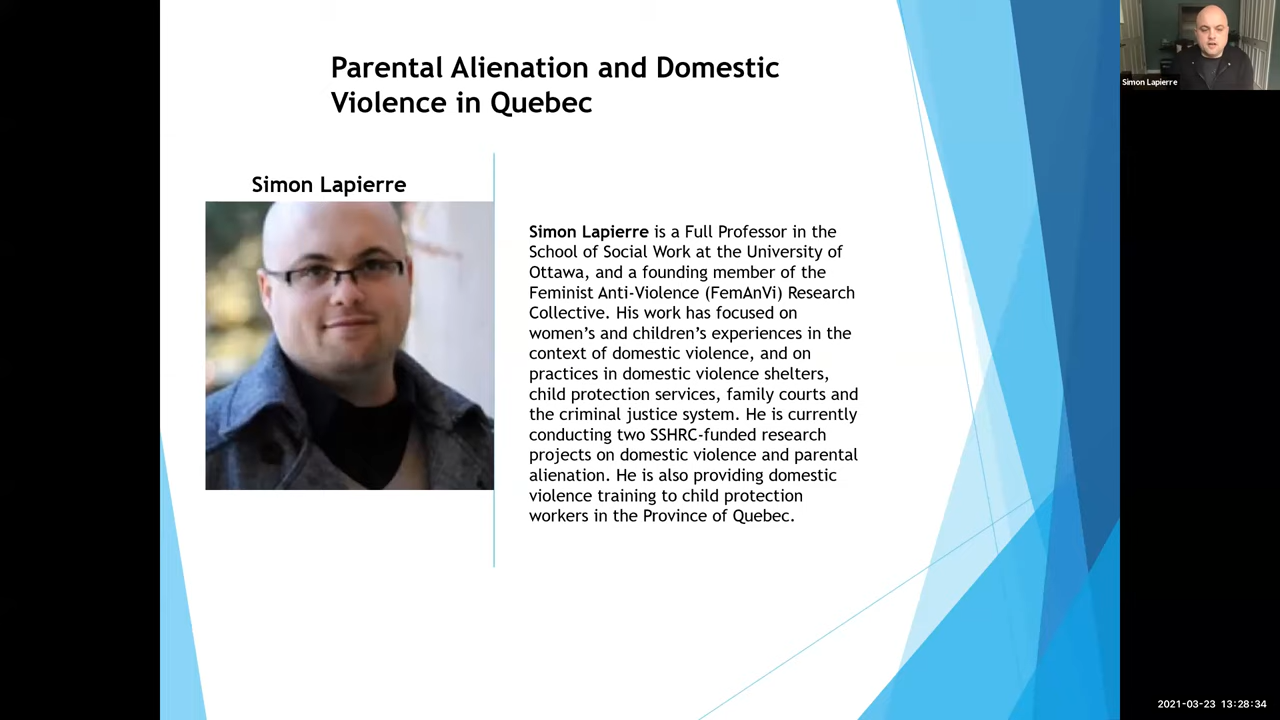 Parental Alienation and Domestic
Violence in Quebec
Simon Lapierre
Simon Lapierre is a Full Professor in the
School of Social Work at the University of
Ottawa, and a founding member of the
Feminist Anti-Violence (FemAnVi) Research
Collective. His work has focused on
women’s and children’s experiences in the
context of domestic violence, and on
practices in domestic violence shelters,
child protection services, family courts and
the criminal justice system. He is currently
conducting two SSHRC-funded research
projects on domestic violence and parental
alienation. He is also providing domestic
violence training to child protection
workers in the Province of Quebec.
Simon Lapierre
2021-03-23 13:28:34